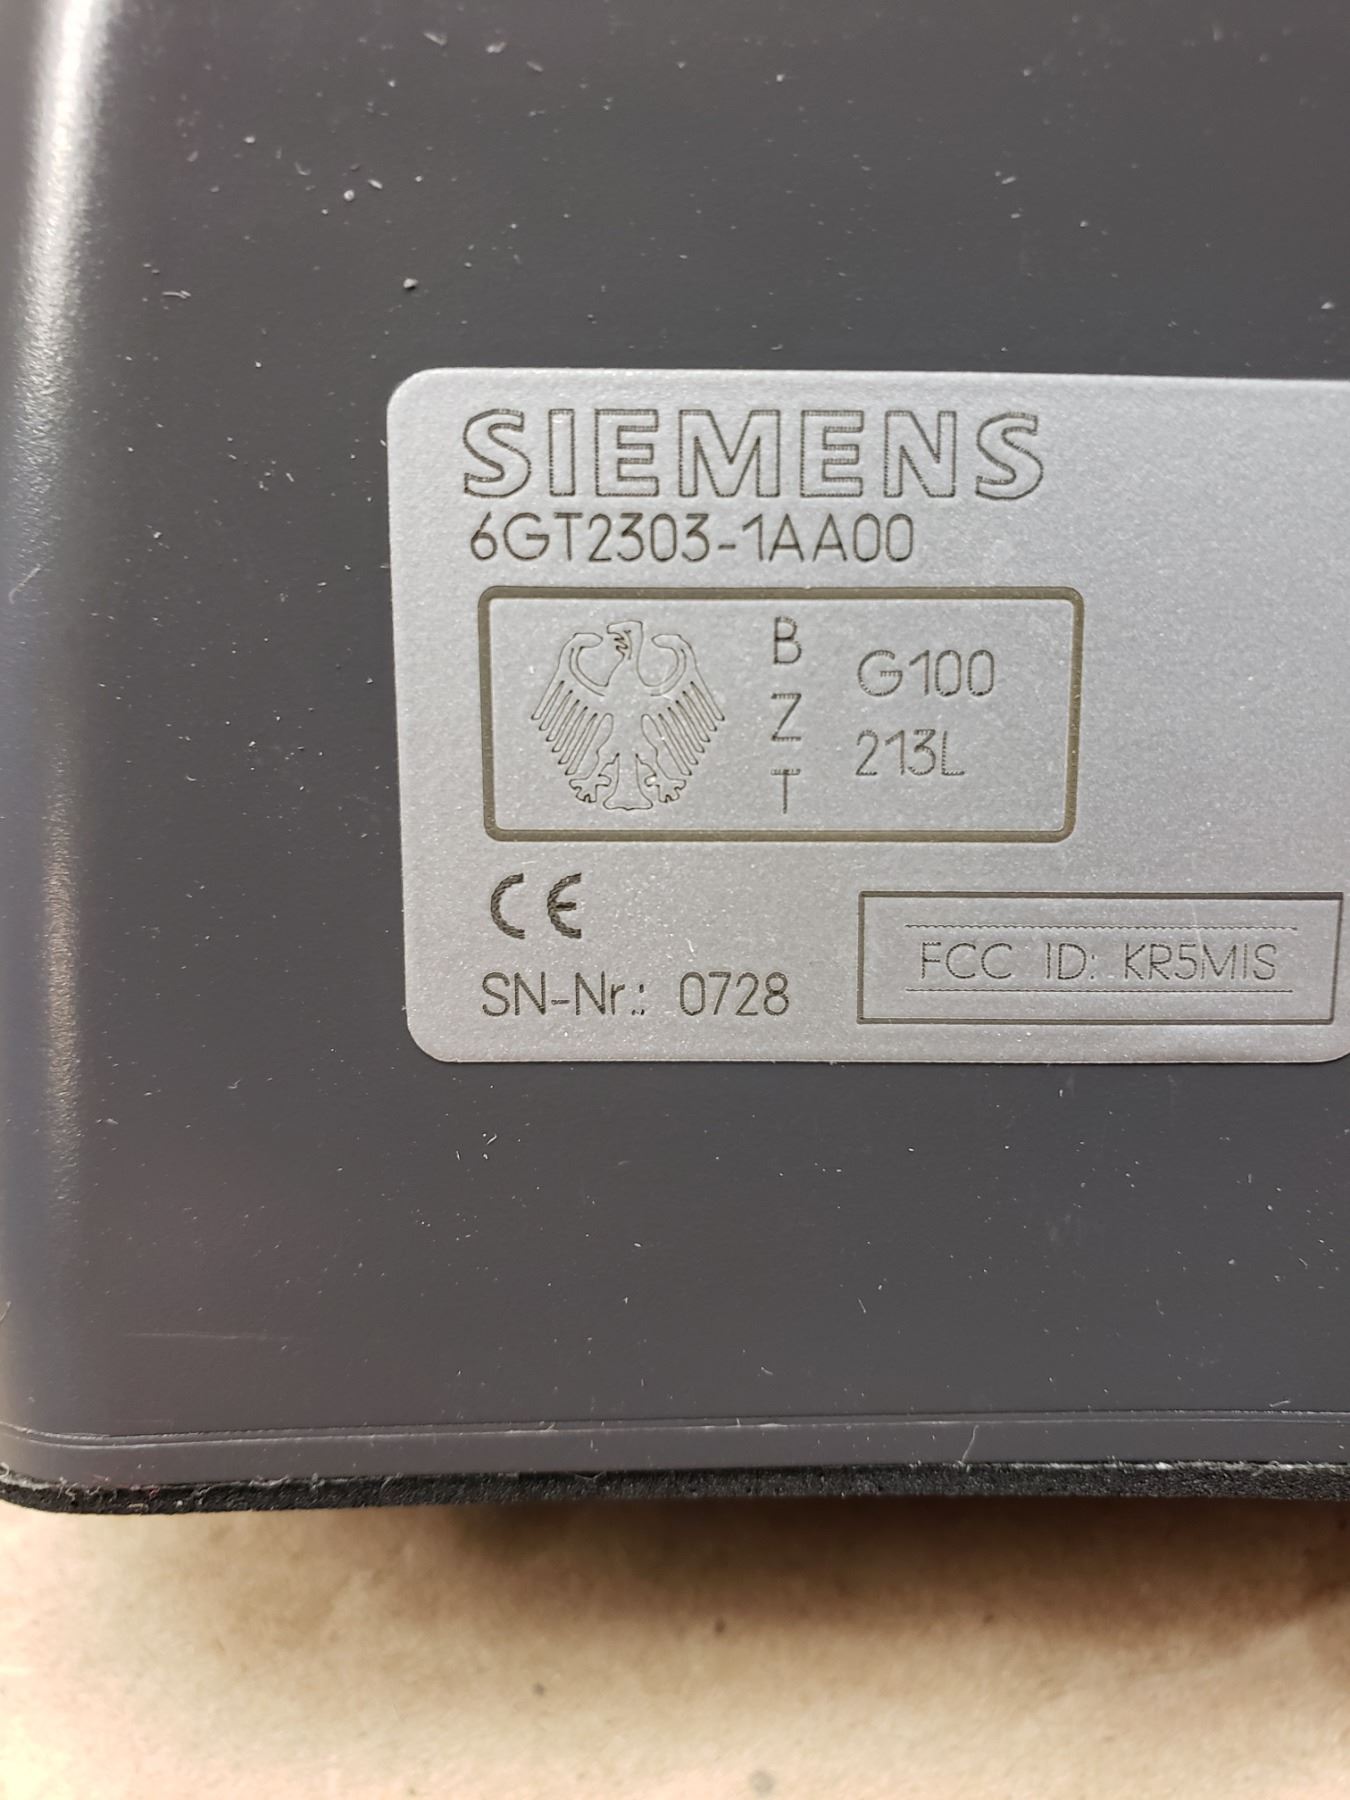 SIEMENS
6GT2303-1AA00
B
Z
T
G100
213L
CE
SN-Nr.: 0728
FCC ID: KR5MIS